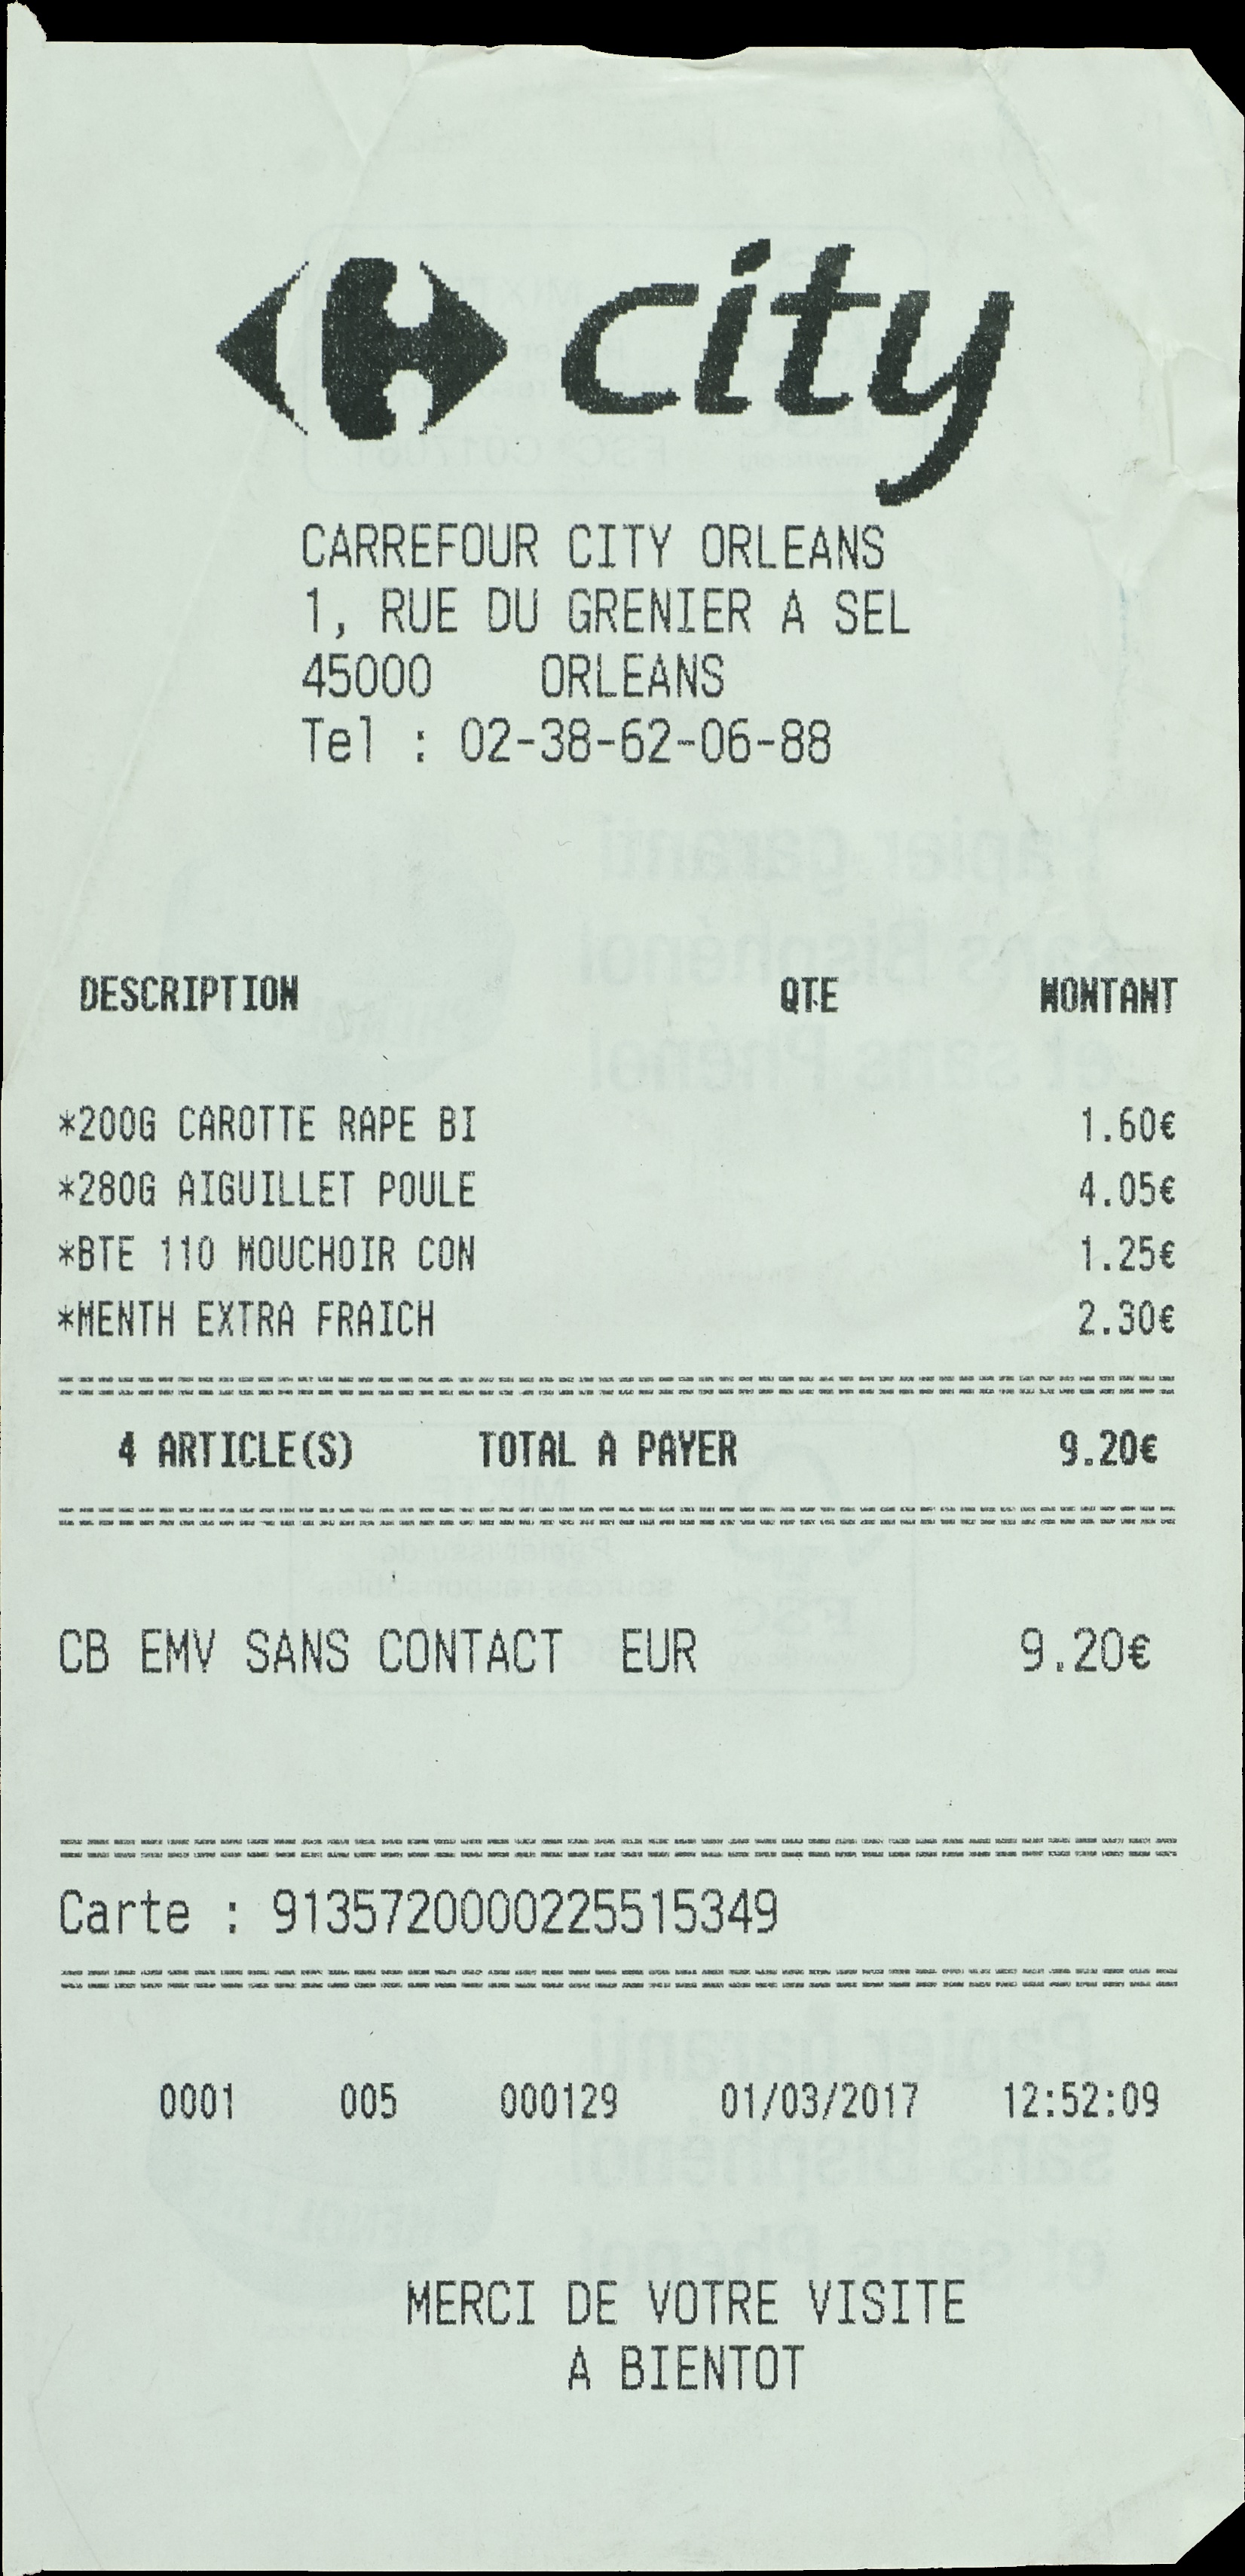 city
CARREFOUR CITY ORLEANS
1, RUE DU GRENIER A SEL
45000 ORLEANS
Tel : 02-38-62-06-88
DESCRIPTION QTE MONTANT
*200G CAROTTE RAPE BI 1.60€
*280G AIGUILLET POULE 4.05€
*BTE 110 MOUCHOIR CON 1.25€
*MENTH EXTRA FRAICH 2.30€
4 ARTICLE(S) TOTAL A PAYER 9.20€
CB EMV SANS CONTACT EUR 9.20€
Carte : 9135720000225515349
0001 005 000129 01/03/2017 12:52:09
MERCI DE VOTRE VISITE
A BIENTOT